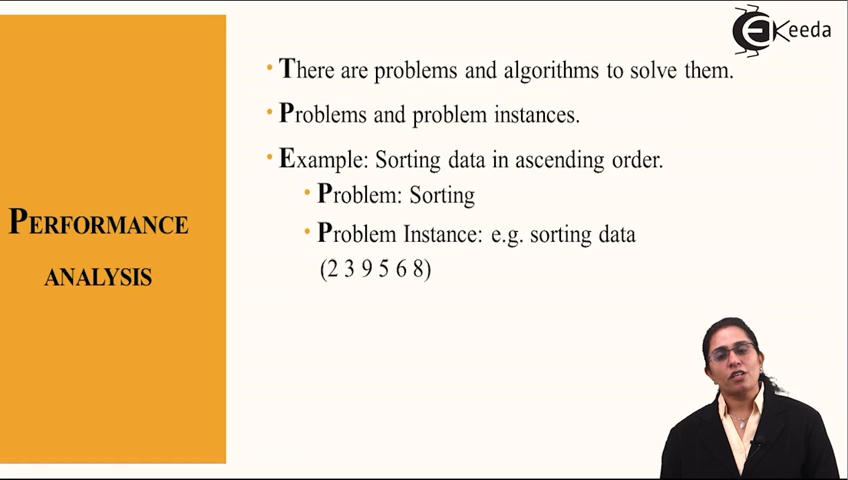 Keeda
• There are problems and algorithms to solve them.
• Problems and problem instances.
• Example: Sorting data in ascending order.
• Problem: Sorting
• Problem Instance: e.g. sorting data
(2 3 9 5 6 8)
PERFORMANCE
ANALYSIS